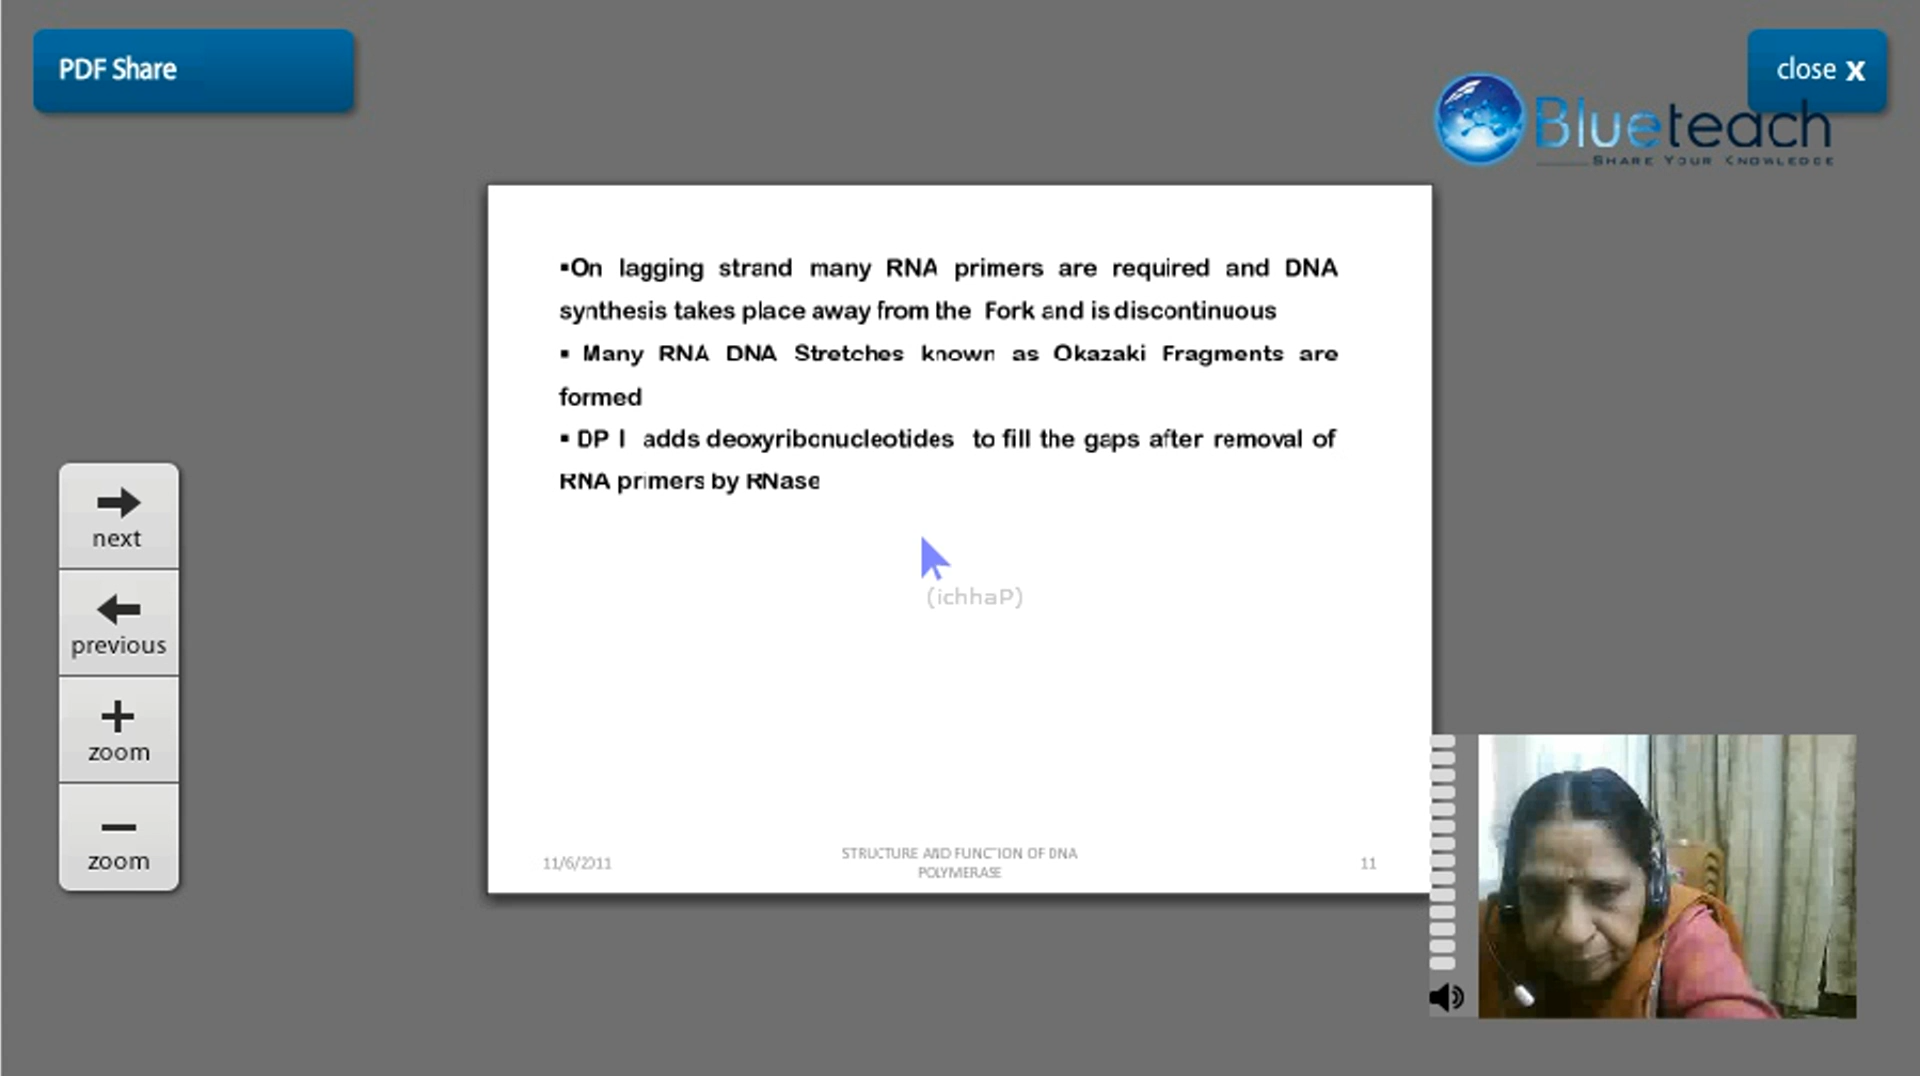 PDF Share
close X
Blueteach
SHARE YOUR KNOWLEDGE
▪On lagging strand many RNA primers are required and DNA
synthesis takes place away from the Fork and is discontinuous
▪ Many RNA DNA Stretches known as Okazaki Fragments are
formed
▪ DP I adds deoxyribonucleotides to fill the gaps after removal of
RNA primers by RNase
(ichhaP)
next
previous
zoom
zoom
11/6/2011
STRUCTURE AND FUNCTION OF DNA
POLYMERASE
11